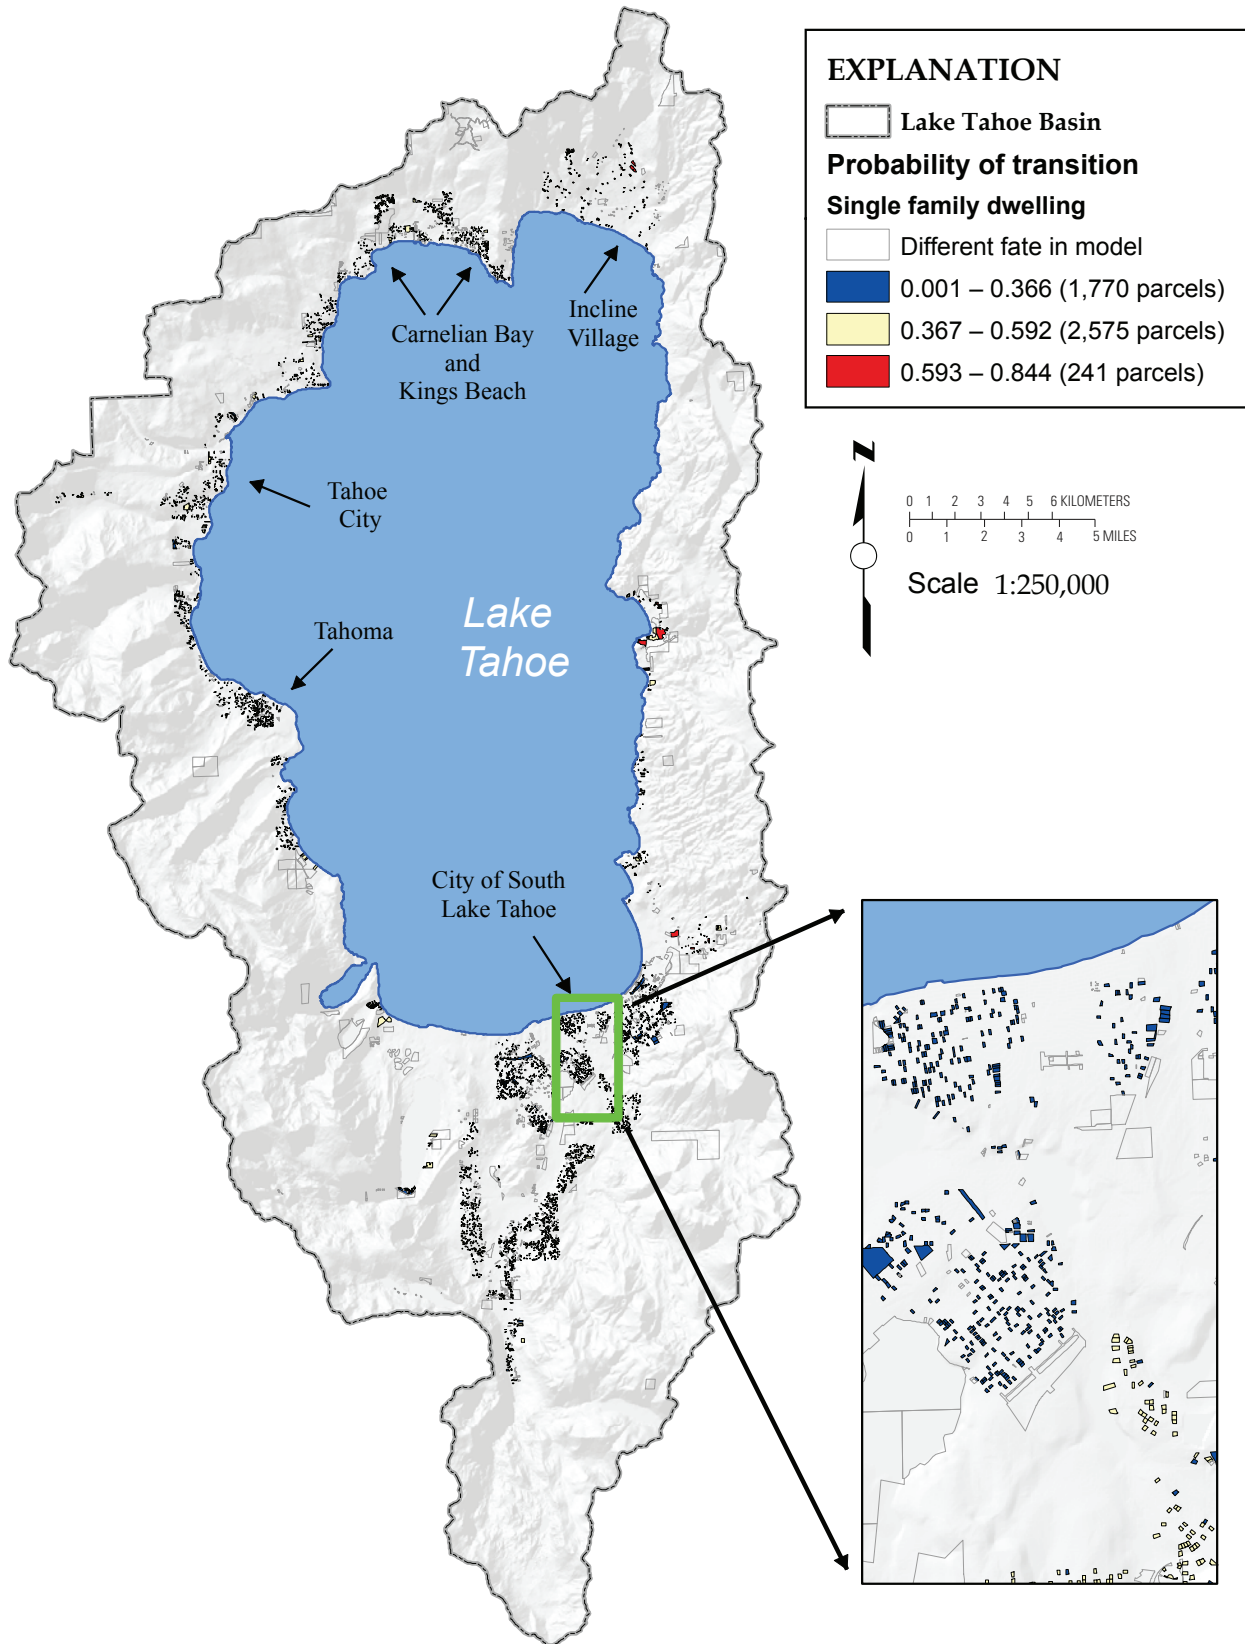 EXPLANATION
Lake Tahoe Basin
Probability of transition
Single family dwelling
Different fate in model
0.001 – 0.366 (1,770 parcels)
0.367 – 0.592 (2,575 parcels)
0.593 – 0.844 (241 parcels)
Incline
Village
Carnelian Bay
and
Kings Beach
Tahoe
City
N
0 1 2 3 4 5 6 KILOMETERS
0 1 2 3 4 5 MILES
Scale 1:250,000
Lake
Tahoe
Tahoma
City of South
Lake Tahoe